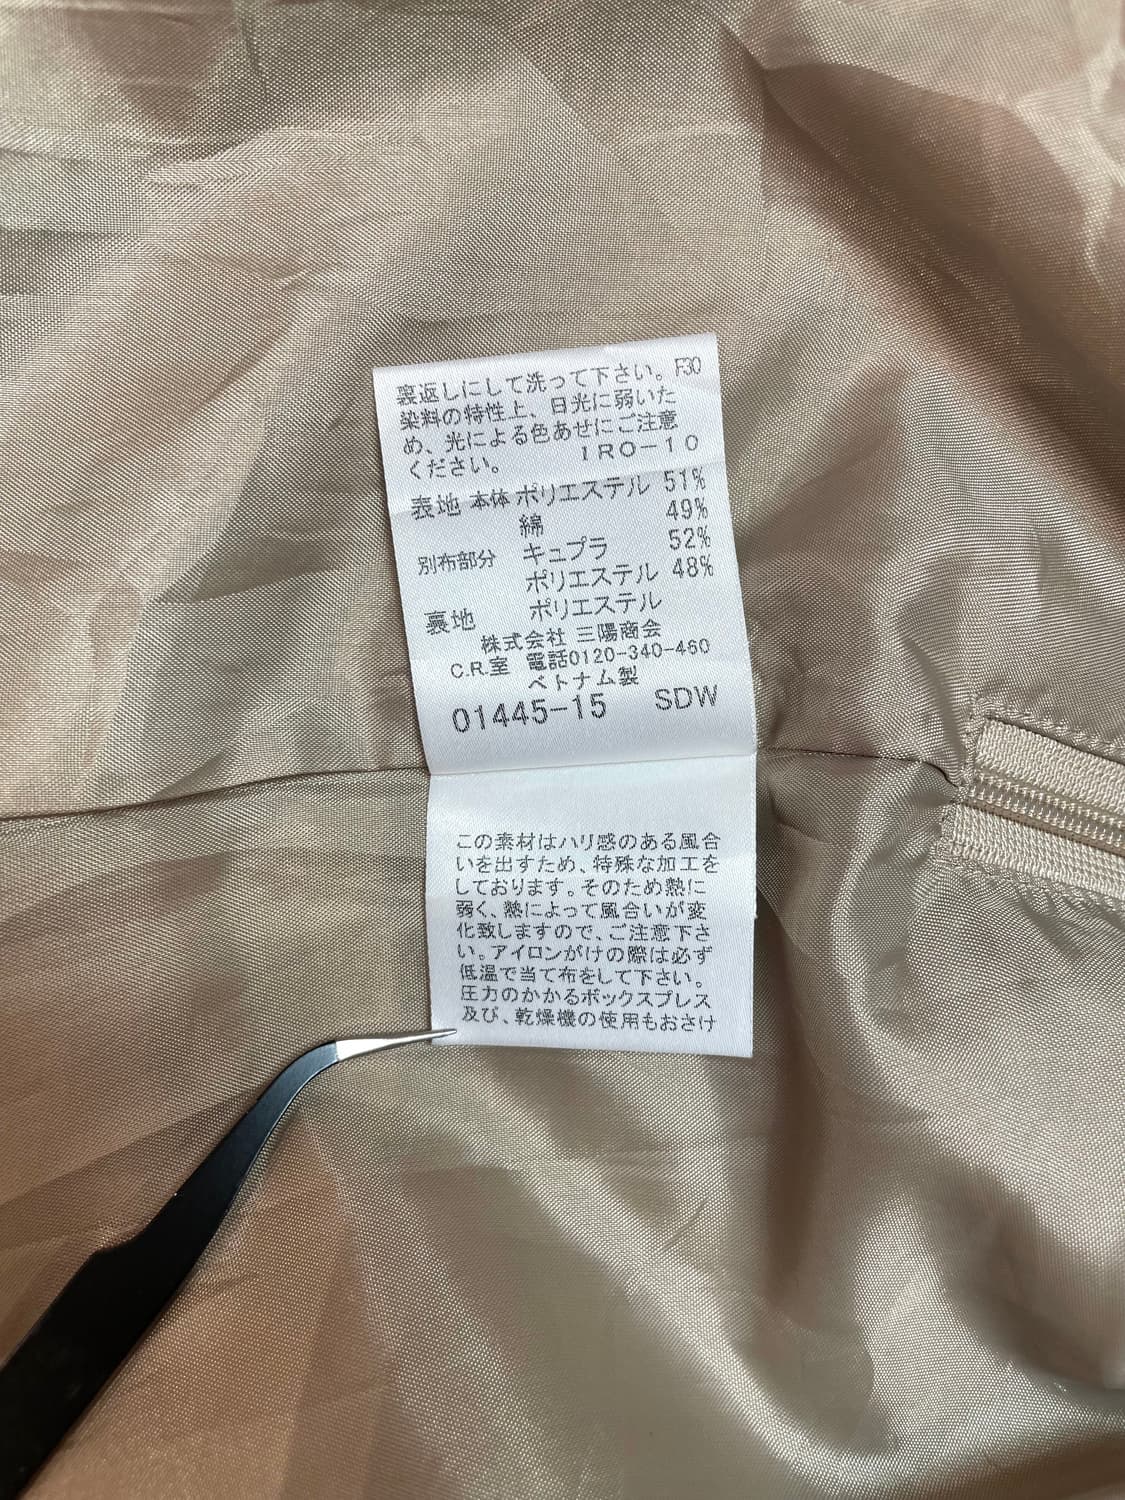 裏返しにして洗って下さい。F30
染料の特性上、日光に弱いた
め、光による色あせにご注意
ください。 IRO-10
表地 本体 ポリエステル 51%
綿 49%
別布部分 キュプラ 52%
ポリエステル 48%
裏地 ポリエステル
株式会社 三陽商会
C.R.室 電話0120-340-460
ベトナム製
01445-15 SDW
この素材はハリ感のある風合
いを出すため、特殊な加工を
しております。そのため熱に
弱く、熱によって風合いが変
化致しますので、ご注意下さ
い。アイロンがけの際は必ず
低温で当て布をして下さい。
圧力のかかるボックスプレス
及び、乾燥機の使用もおさけ